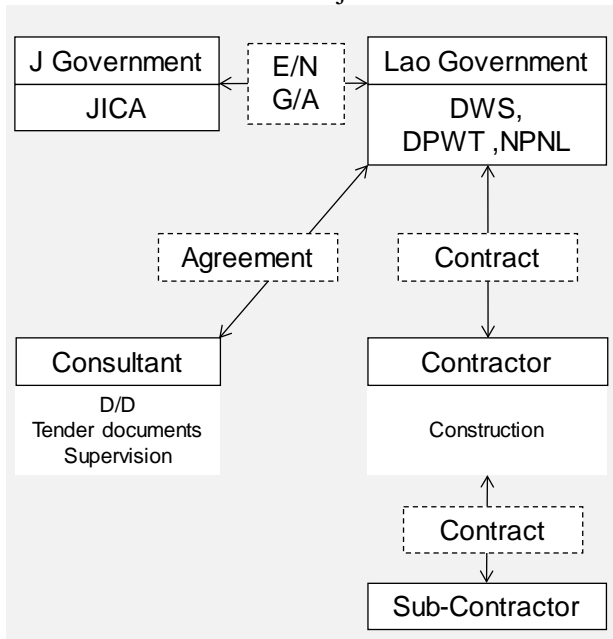 J Government
JICA
E/N
G/A
Lao Government
DWS,
DPWT ,NPNL
Agreement
Contract
Consultant
D/D
Tender documents
Supervision
Contractor
Construction
Contract
Sub-Contractor